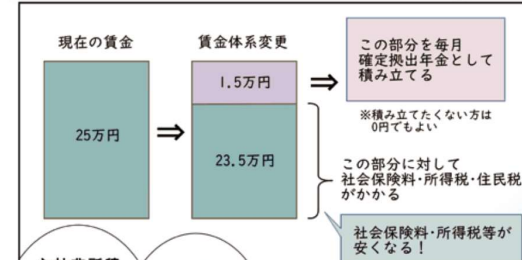 現在の賃金
25万円
賃金体系変更
1.5万円
23.5万円
この部分を毎月
確定拠出年金として
積み立てる
※積み立てたくない方は
0円でもよい
この部分に対して
社会保険料・所得税・住民税
がかかる
社会保険料・所得税等が
安くなる！